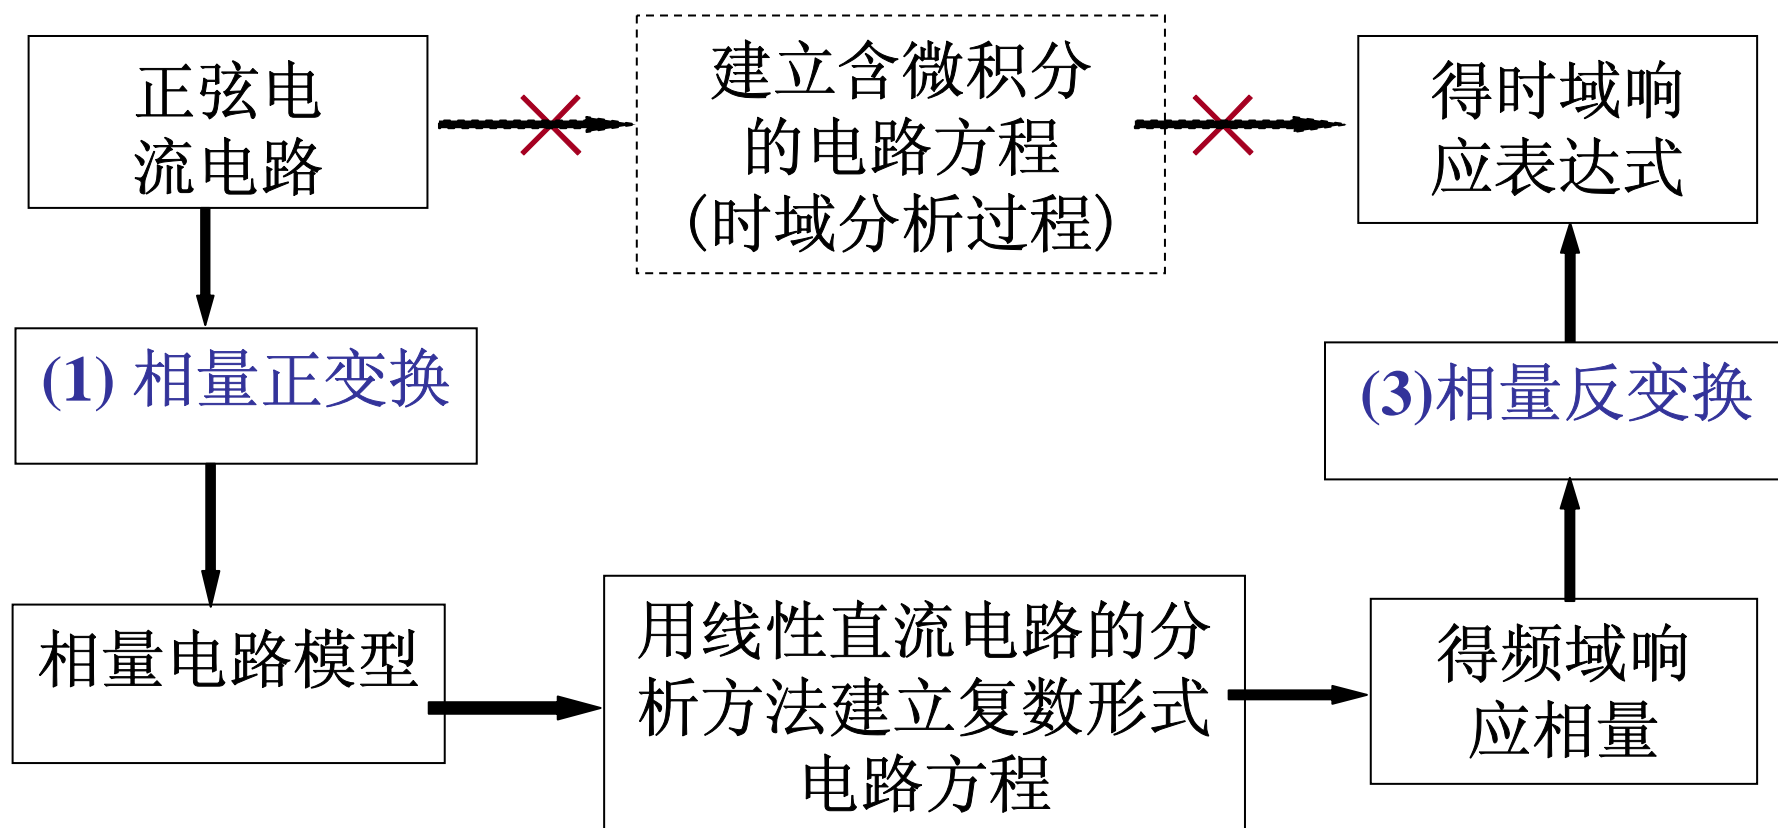 正弦电
流电路
建立含微积分
的电路方程
(时域分析过程)
得时域响
应表达式
(1) 相量正变换
(3)相量反变换
相量电路模型
用线性直流电路的分
析方法建立复数形式
电路方程
得频域响
应相量